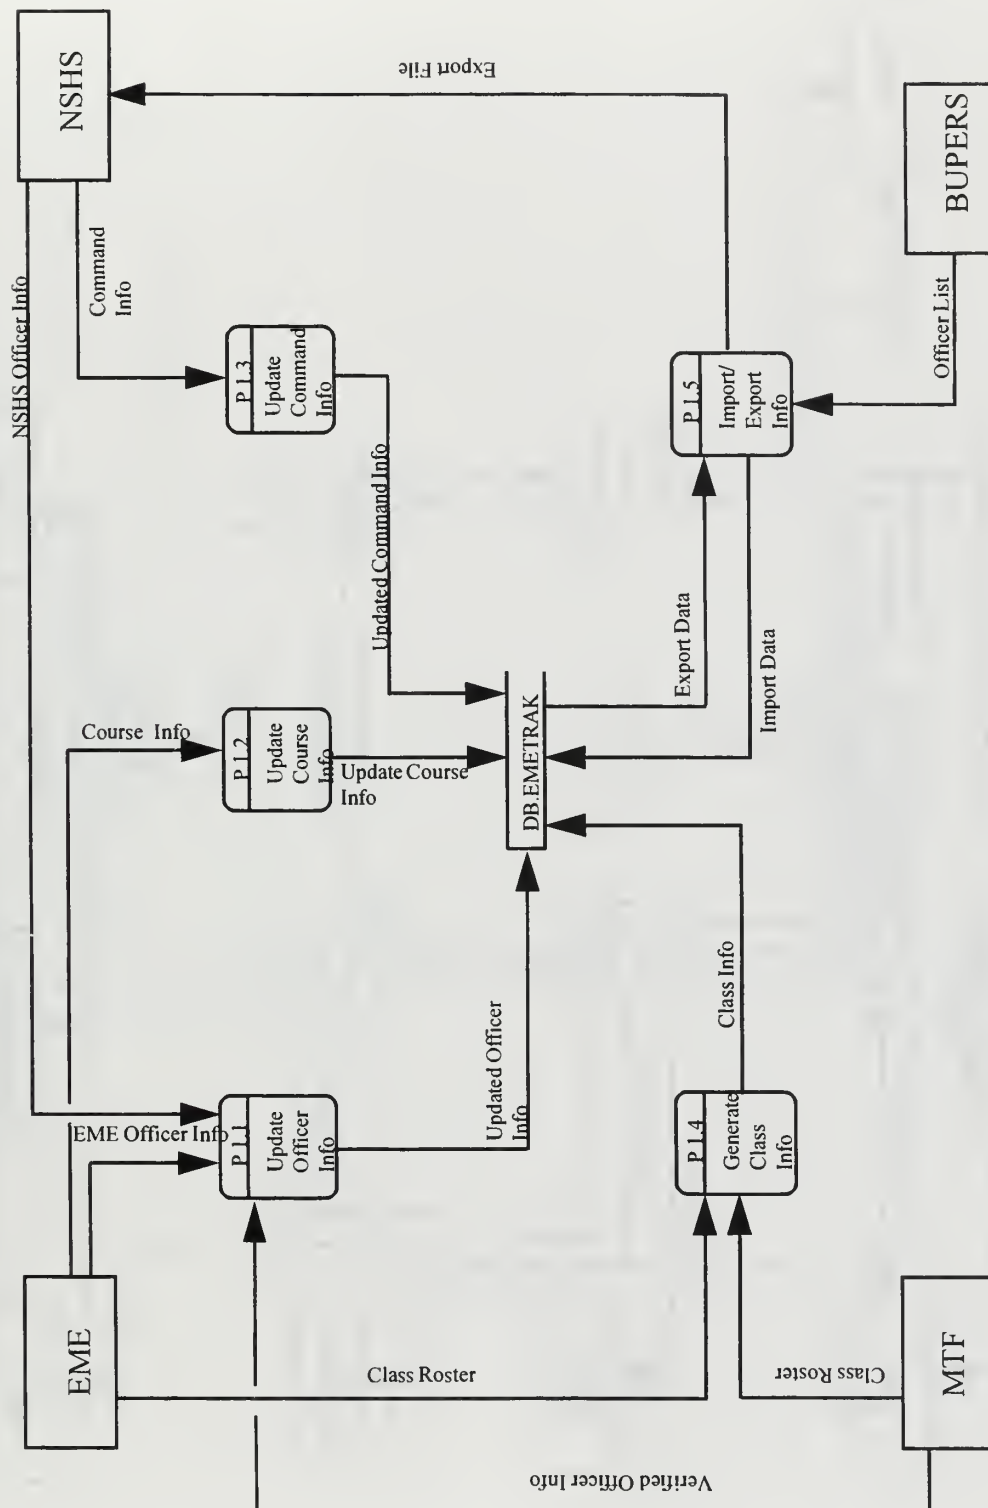 NSHS
Export File
NSHS Officer Info
Command
Info
P 1.3
Update
Command
Info
Updated Command Info
BUPERS
Officer List
P 1.5
Import/
Export
Info
Export Data
Import Data
Course Info
P 1.2
Update
Course
Info
Update Course
Info
DB.EMETRAK
EME Officer Info
P 1.1
Update
Officer
Info
Updated Officer
Info
Class Info
P 1.4
Generate
Class
Info
EME
Class Roster
MTF
Class Roster
Verified Officer Info